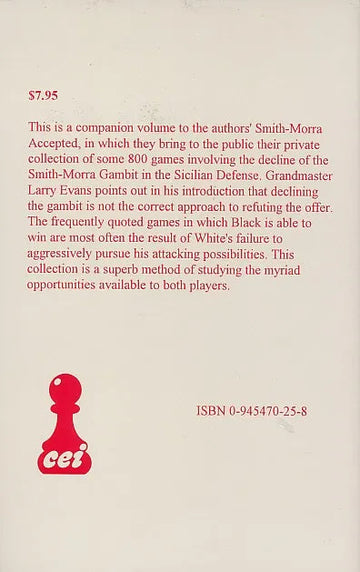 $7.95
This is a companion volume to the authors' Smith-Morra
Accepted, in which they bring to the public their private
collection of some 800 games involving the decline of the
Smith-Morra Gambit in the Sicilian Defense. Grandmaster
Larry Evans points out in his introduction that declining
the gambit is not the correct approach to refuting the offer.
The frequently quoted games in which Black is able to
win are most often the result of White's failure to
aggressively pursue his attacking possibilities. This
collection is a superb method of studying the myriad
opportunities available to both players.
ISBN 0-945470-25-8
cei